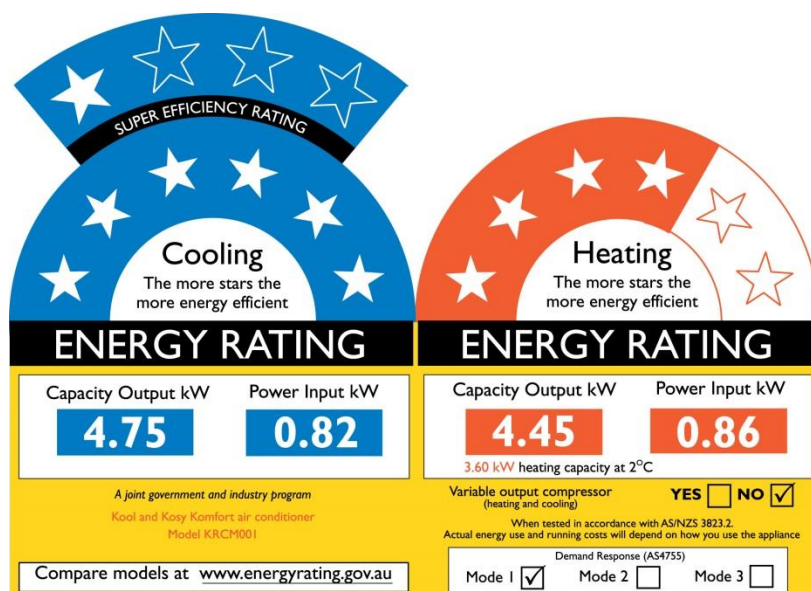 SUPER EFFICIENCY RATING
Cooling
The more stars the
more energy efficient
ENERGY RATING
Capacity Output kW
Power Input kW
4.75
0.82
A joint government and industry program
Kool and Kosy Komfort air conditioner
Model KRCM001
Compare models at www.energyrating.gov.au
Heating
The more stars the
more energy efficient
ENERGY RATING
Capacity Output kW
Power Input kW
4.45
0.86
3.60 kW heating capacity at 2°C
Variable output compressor YES NO
(heating and cooling)
When tested in accordance with AS/NZS 3823.2.
Actual energy use and running costs will depend on how you use the appliance
Demand Response (AS4755)
Mode 1 Mode 2 Mode 3